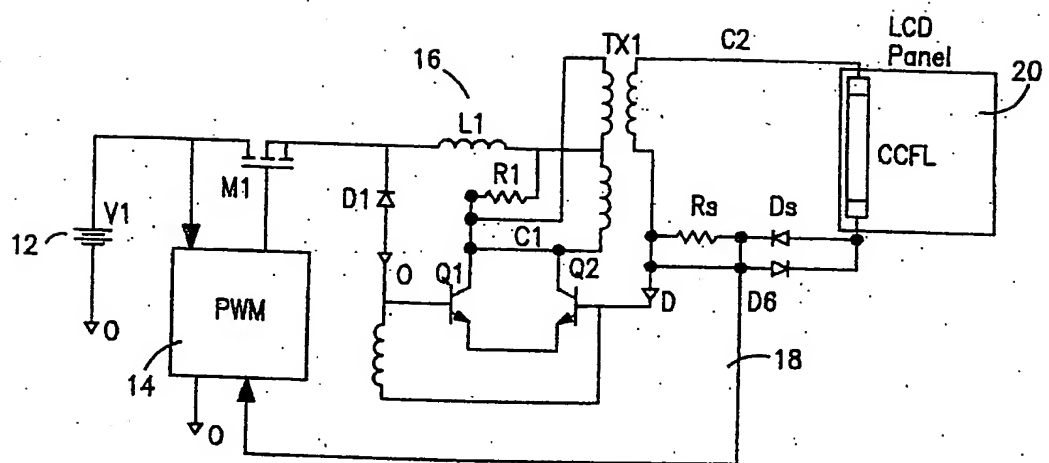 LCD
Panel
TX1
C2
16
20
L1
CCFL
R1
M1
D1
Rs
Ds
V1
12
C1
O
Q1
Q2
PWM
D
D6
O
14
18
O